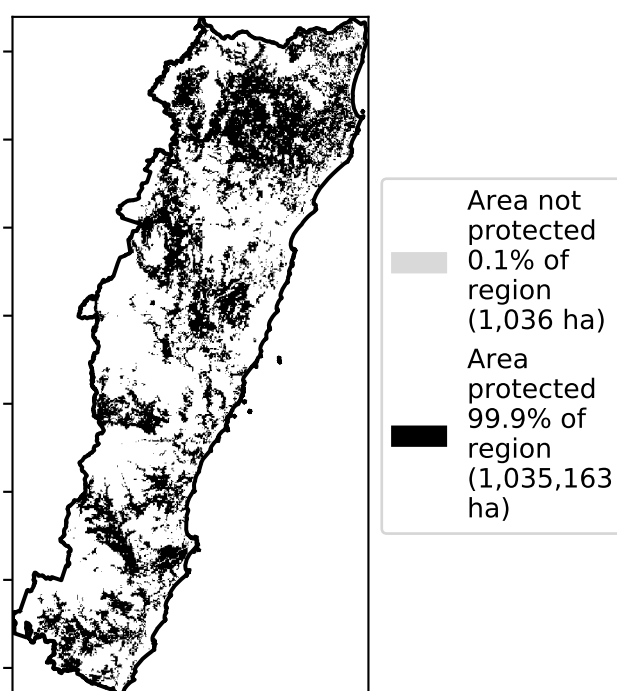 Area not
protected
0.1% of
region
(1,036 ha)
Area
protected
99.9% of
region
(1,035,163
ha)